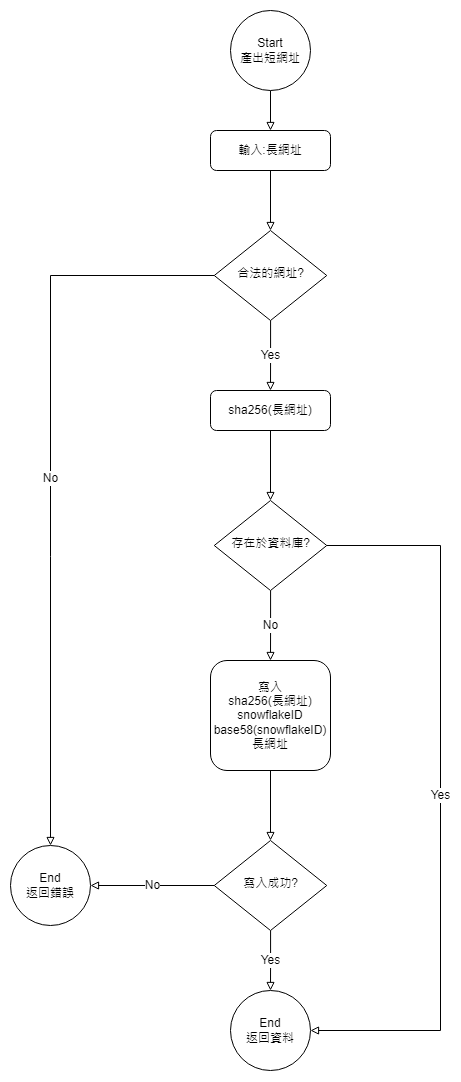 Start
產出短網址
輸入:長網址
合法的網址?
Yes
sha256(長網址)
No
存在於資料庫?
No
寫入
sha256(長網址)
snowflakeID
base58(snowflakeID)
長網址
Yes
End
返回錯誤
No
寫入成功?
Yes
End
返回資料